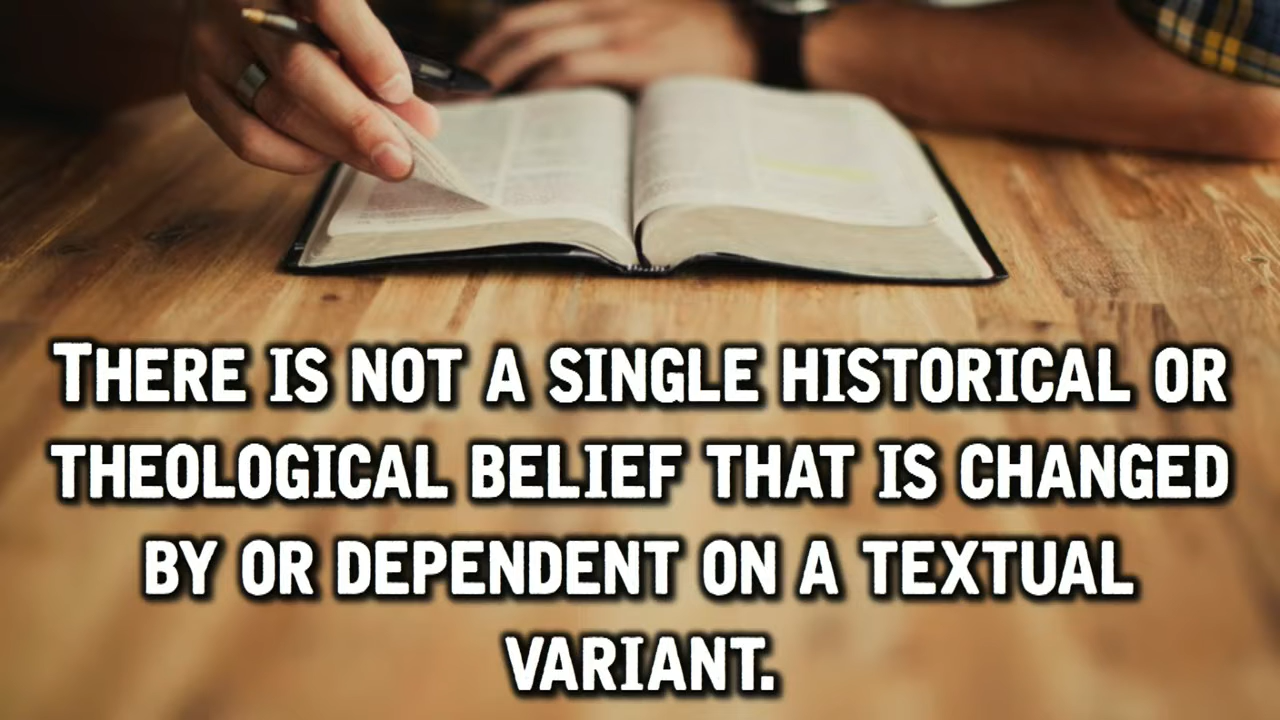 There is not a single historical or
theological belief that is changed
by or dependent on a textual
variant.